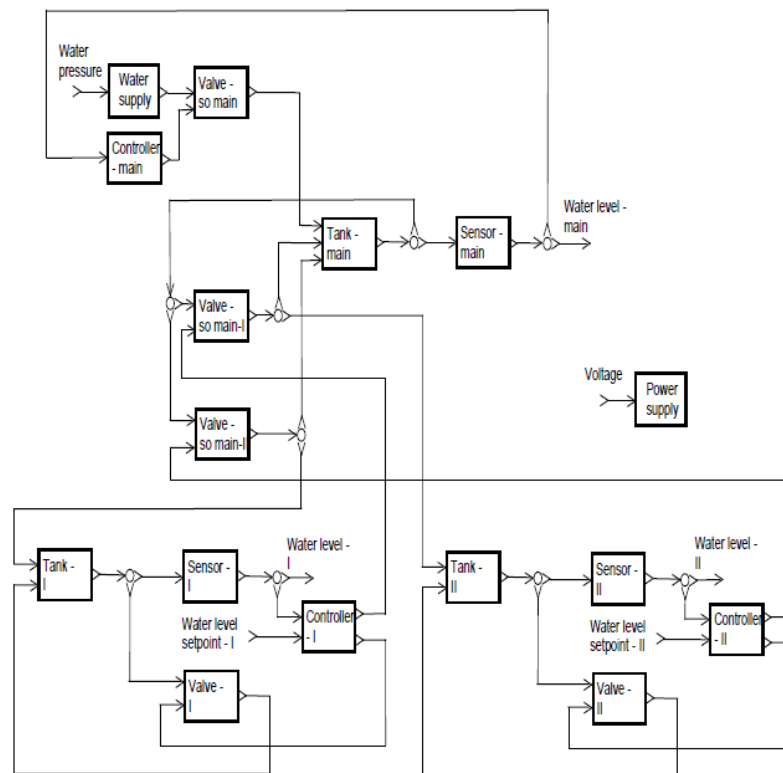 Water
pressure
Water
supply
Valve -
so main
Controller
- main
Tank -
main
Sensor -
main
Water level -
main
Valve -
so main-I
Voltage
Power
supply
Valve -
so main-I
Tank -
I
Sensor -
I
Water level -
I
Water level
setpoint - I
Controller
- I
Valve -
I
Tank -
II
Sensor -
II
Water level -
II
Water level
setpoint - II
Controller
- II
Valve -
II